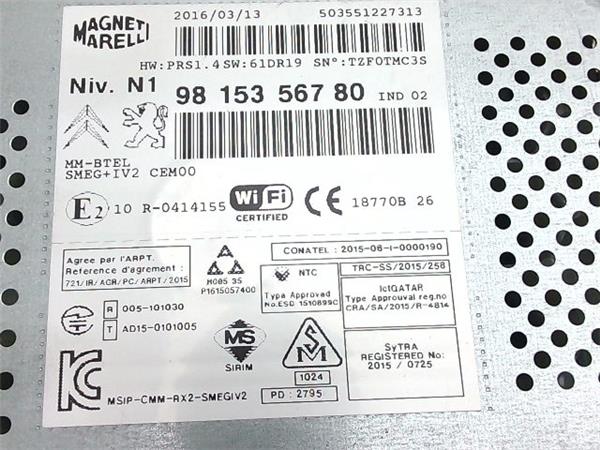 MAGNETI MARELLI
2016/03/13 503551227313
HW:PRS1.4 SW:61DR19 SN°:TZF0TMC3S
Niv. N1
98 153 567 80 IND 02
MM-BTEL
SMEG+IV2 CEM00
E2 10 R-0414155 WiFi CERTIFIED CE 18770B 26
Agree par l'ARPT.
Reference d'agrement :
721/IR/ACR/PC/ARPT/2015
M005 35
P1615057400
CONATEL : 2015-06-I-0000190
NTC
Type Approved
No.ESD 1510899C
TRC-SS/2015/258
ictQATAR
Type Approval reg.no
CRA/SA/2015/R-4814
R 005-101030
T AD15-0101005
MS
SIRIM
SM
1024
PD : 2795
SyTRA
REGISTERED No:
2015 / 0725
KC
MSIP-CMM-RX2-SMEGIV2